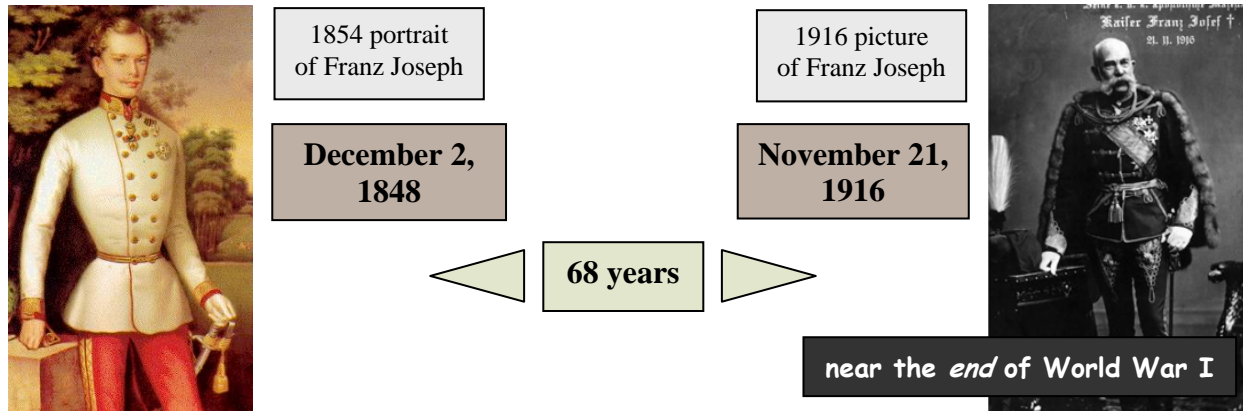 1854 portrait
of Franz Joseph
1916 picture
of Franz Joseph
Kaiser Franz Josef †
21. 11. 1916
December 2,
1848
November 21,
1916
68 years
near the end of World War I